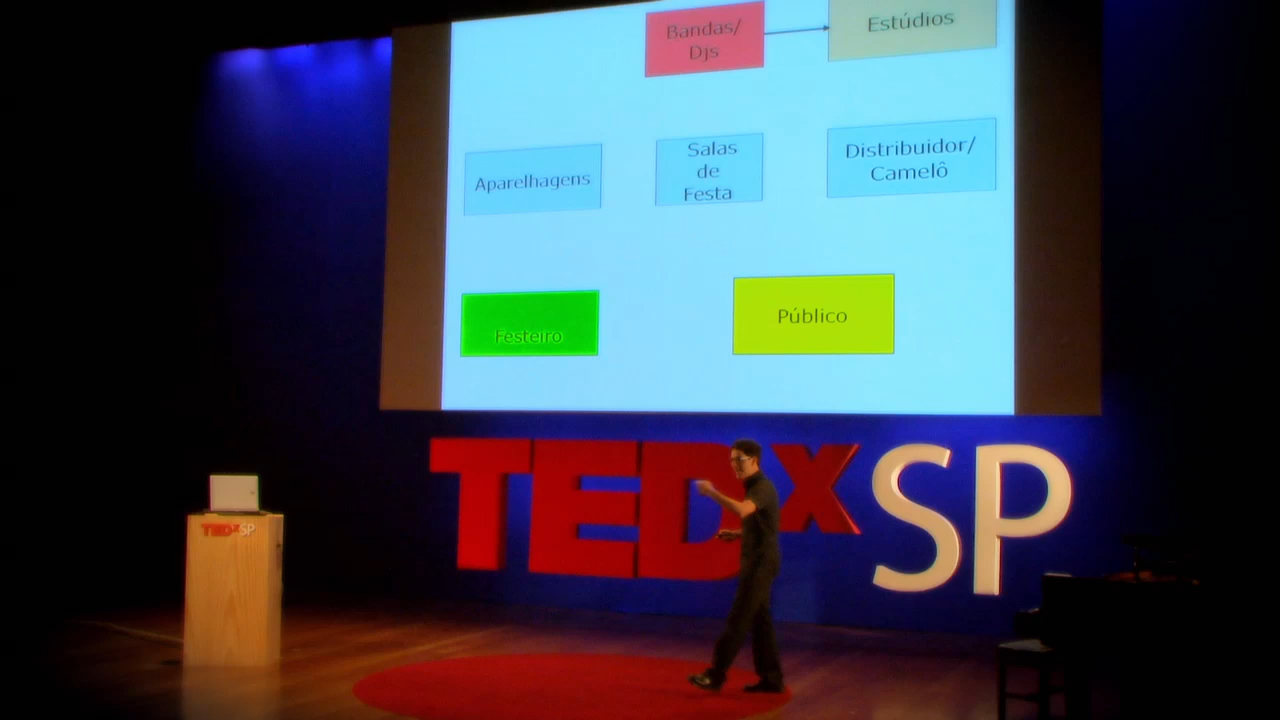 Bandas/
Djs
Estúdios
Aparelhagens
Salas
de
Festa
Distribuidor/
Camelô
Festeiro
Público
TEDxSP
TEDxSP